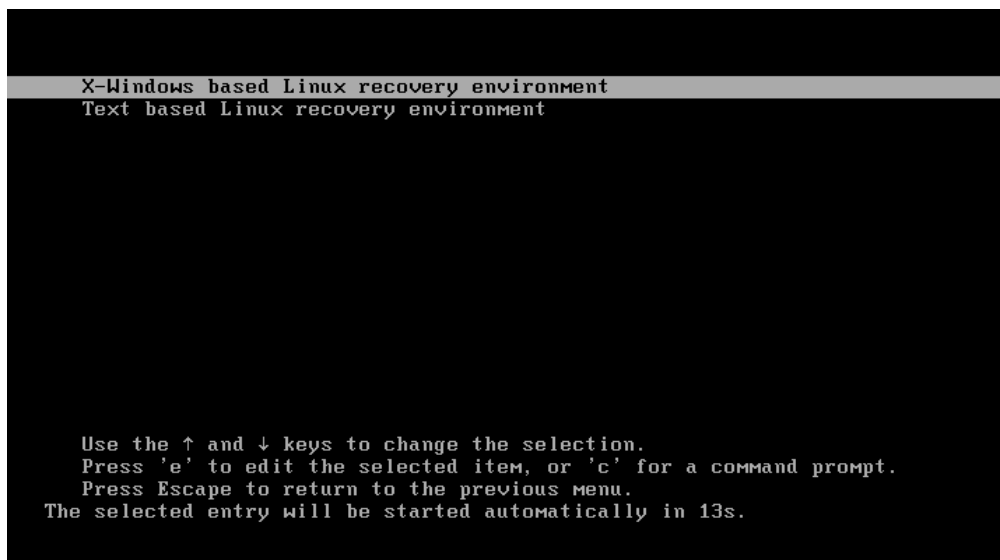 X-Windows based Linux recovery environment
Text based Linux recovery environment
Use the ↑ and ↓ keys to change the selection.
Press 'e' to edit the selected item, or 'c' for a command prompt.
Press Escape to return to the previous menu.
The selected entry will be started automatically in 13s.